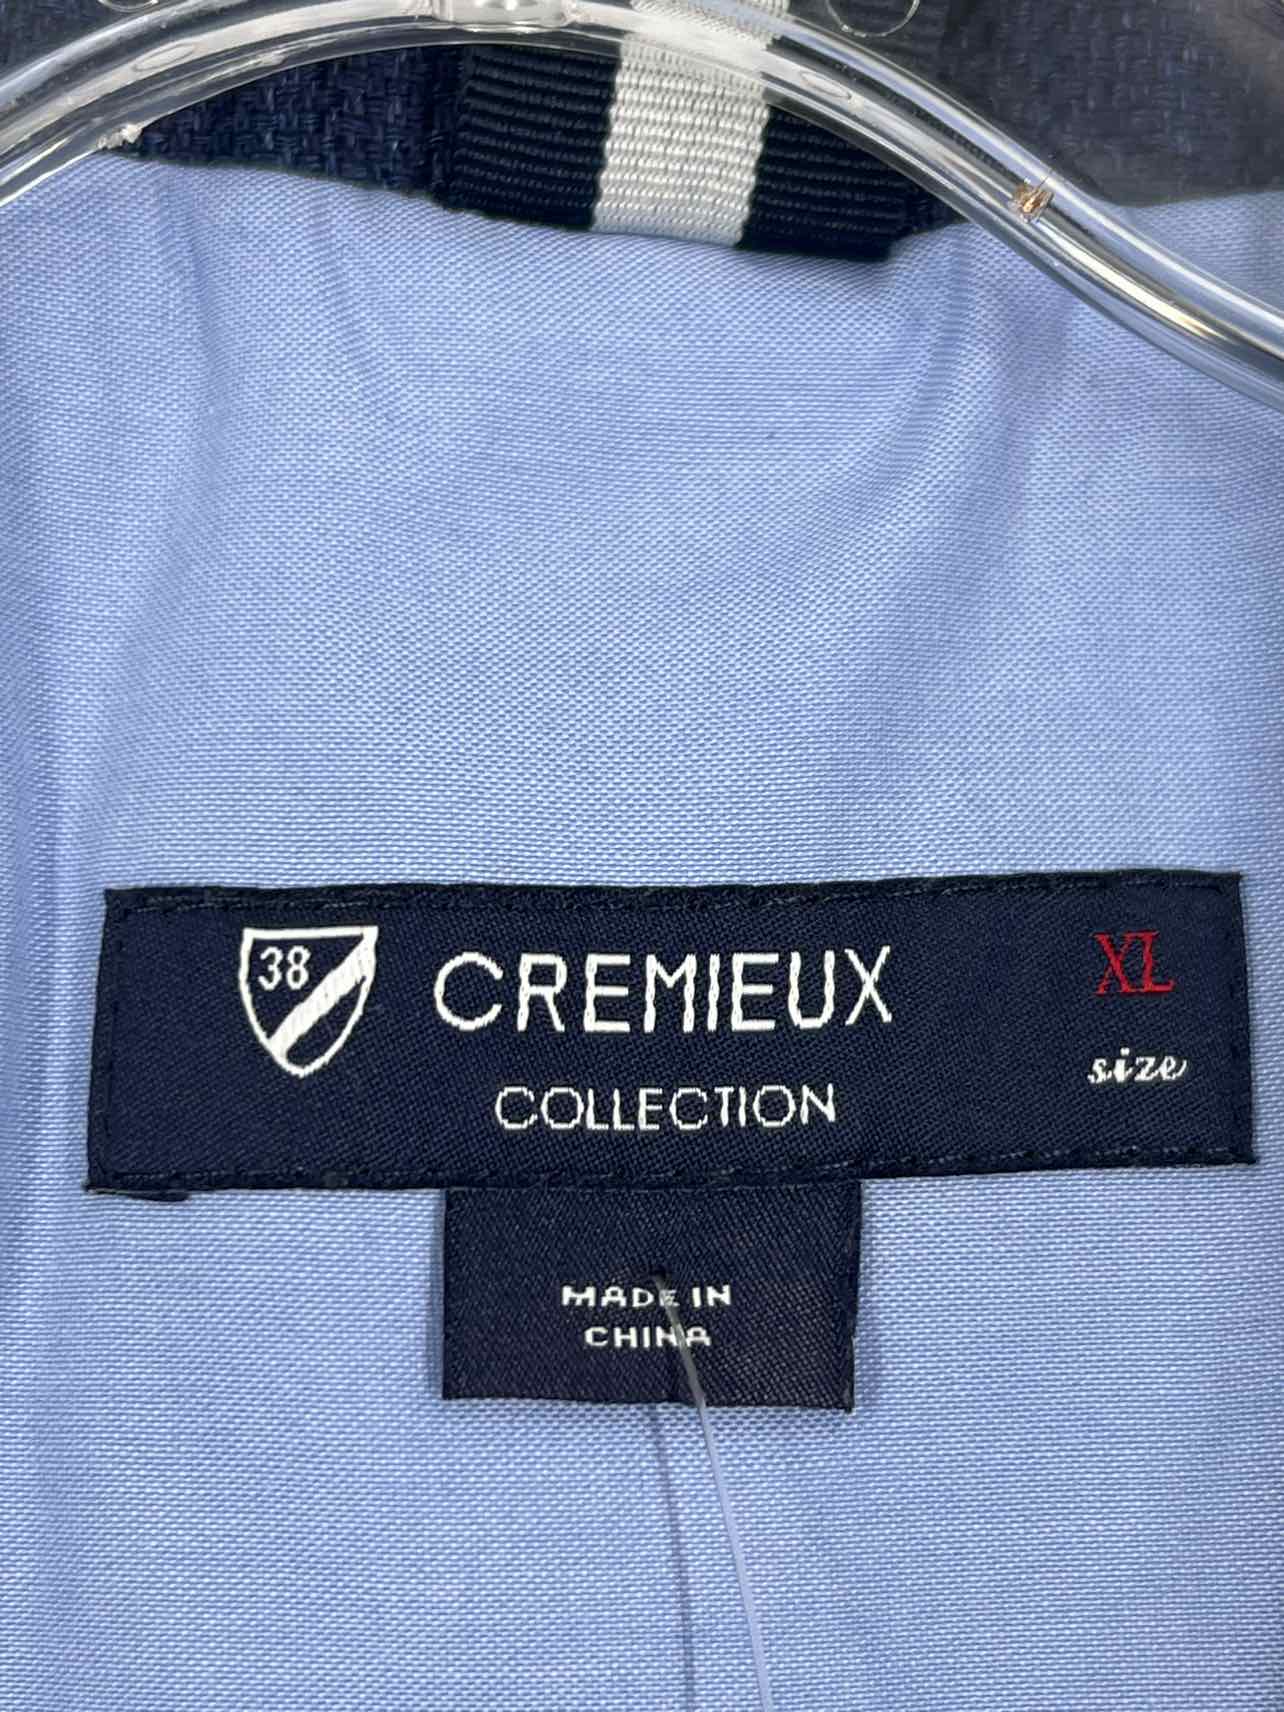 38
CREMIEUX
COLLECTION
XL
size
MADE IN
CHINA